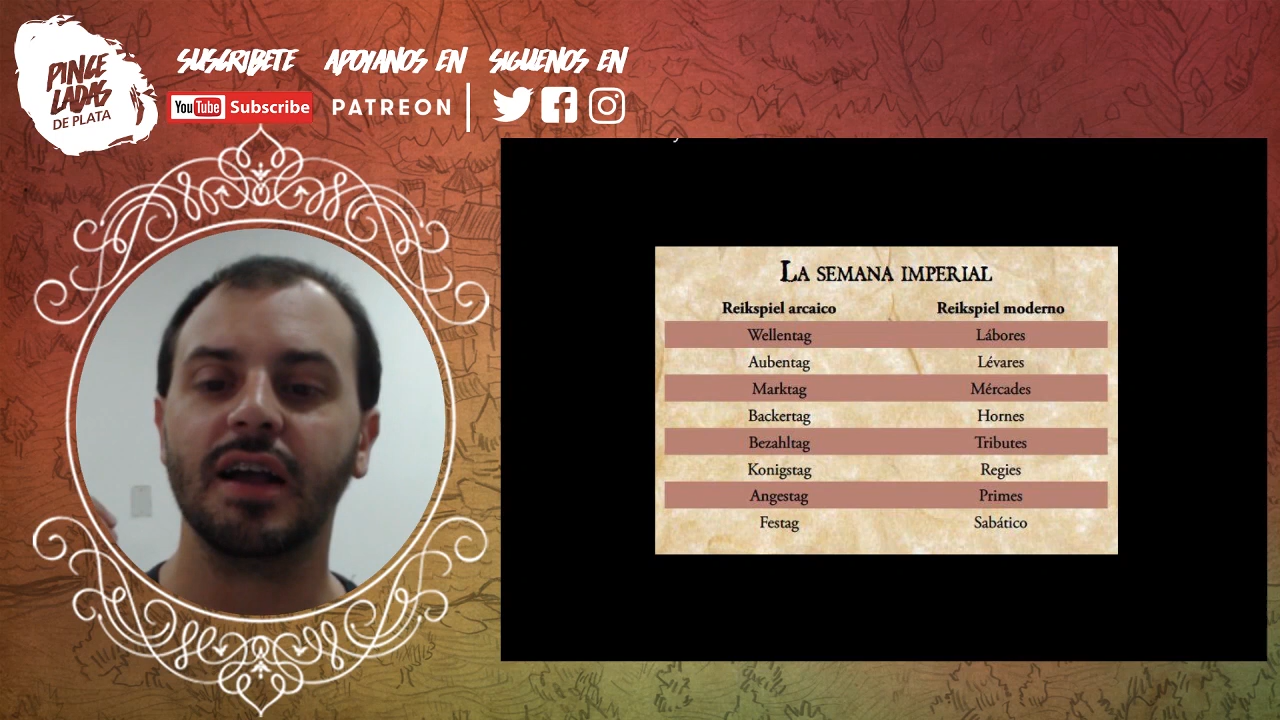 PINCE
LADAS
DE PLATA
SUSCRIBETE APOYANOS EN SIGUENOS EN
YouTube Subscribe PATREON
LA SEMANA IMPERIAL
Reikspiel arcaico Reikspiel moderno
Wellentag Lábores
Aubentag Lévares
Marktag Mércades
Backertag Hornes
Bezahltag Tributes
Konigstag Regies
Angestag Primes
Festag Sabático